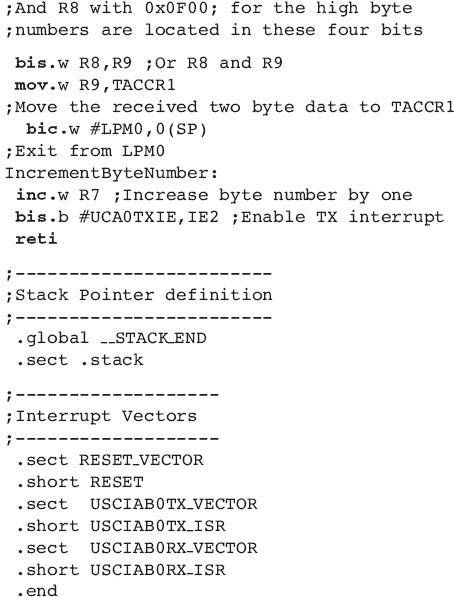 ;And R8 with 0x0F00; for the high byte
;numbers are located in these four bits
bis.w R8,R9 ;Or R8 and R9
mov.w R9,TACCR1
;Move the received two byte data to TACCR1
bic.w #LPM0,0(SP)
;Exit from LPM0
IncrementByteNumber:
inc.w R7 ;Increase byte number by one
bis.b #UCA0TXIE,IE2 ;Enable TX interrupt
reti
;------------------------
;Stack Pointer definition
;------------------------
.global __STACK_END
.sect .stack
;-------------------
;Interrupt Vectors
;-------------------
.sect RESET_VECTOR
.short RESET
.sect  USCIAB0TX_VECTOR
.short USCIAB0TX_ISR
.sect  USCIAB0RX_VECTOR
.short USCIAB0RX_ISR
.end